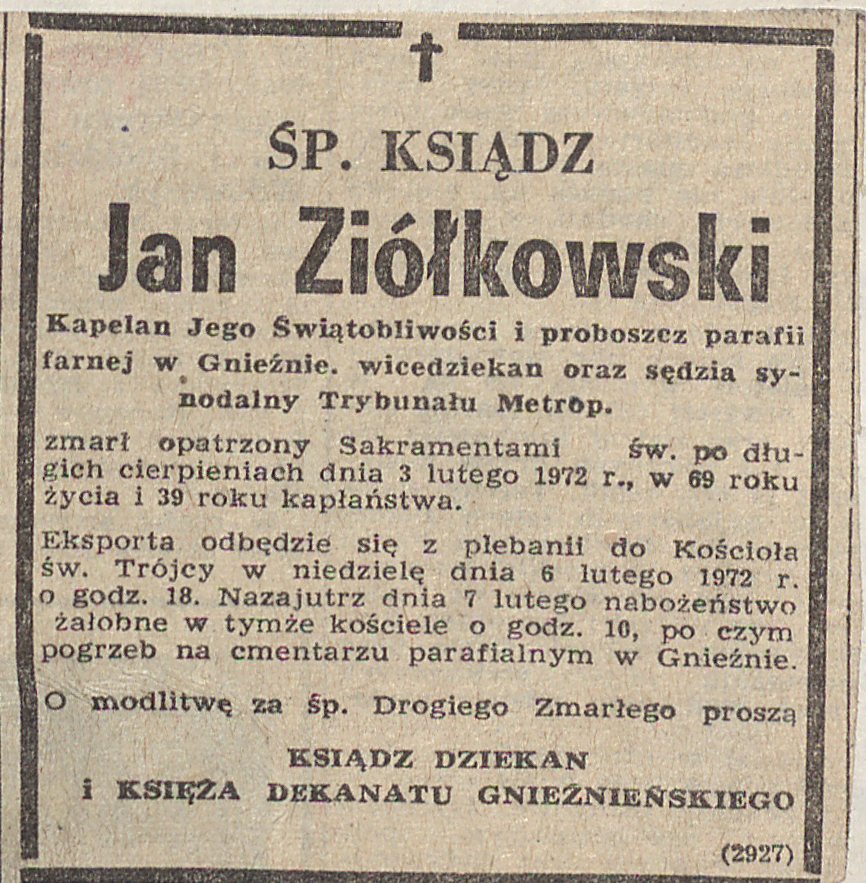 ŚP. KSIĄDZ
Jan Ziółkowski
Kapelan Jego Świątobliwości i proboszcz parafii
farnej w Gnieźnie. wicedziekan oraz sędzia sy-
nodalny Trybunału Metrop.
zmarł opatrzony Sakramentami św. po dłu-
gich cierpieniach dnia 3 lutego 1972 r., w 69 roku
życia i 39 roku kapłaństwa.
Eksporta odbędzie się z plebanii do Kościoła
św. Trójcy w niedzielę dnia 6 lutego 1972 r.
o godz. 18. Nazajutrz dnia 7 lutego nabożeństwo
żałobne w tymże kościele o godz. 10, po czym
pogrzeb na cmentarzu parafialnym w Gnieźnie.
O modlitwę za śp. Drogiego Zmarłego proszą
KSIĄDZ DZIEKAN
i KSIĘŻA DEKANATU GNIEŹNIEŃSKIEGO
(2927)